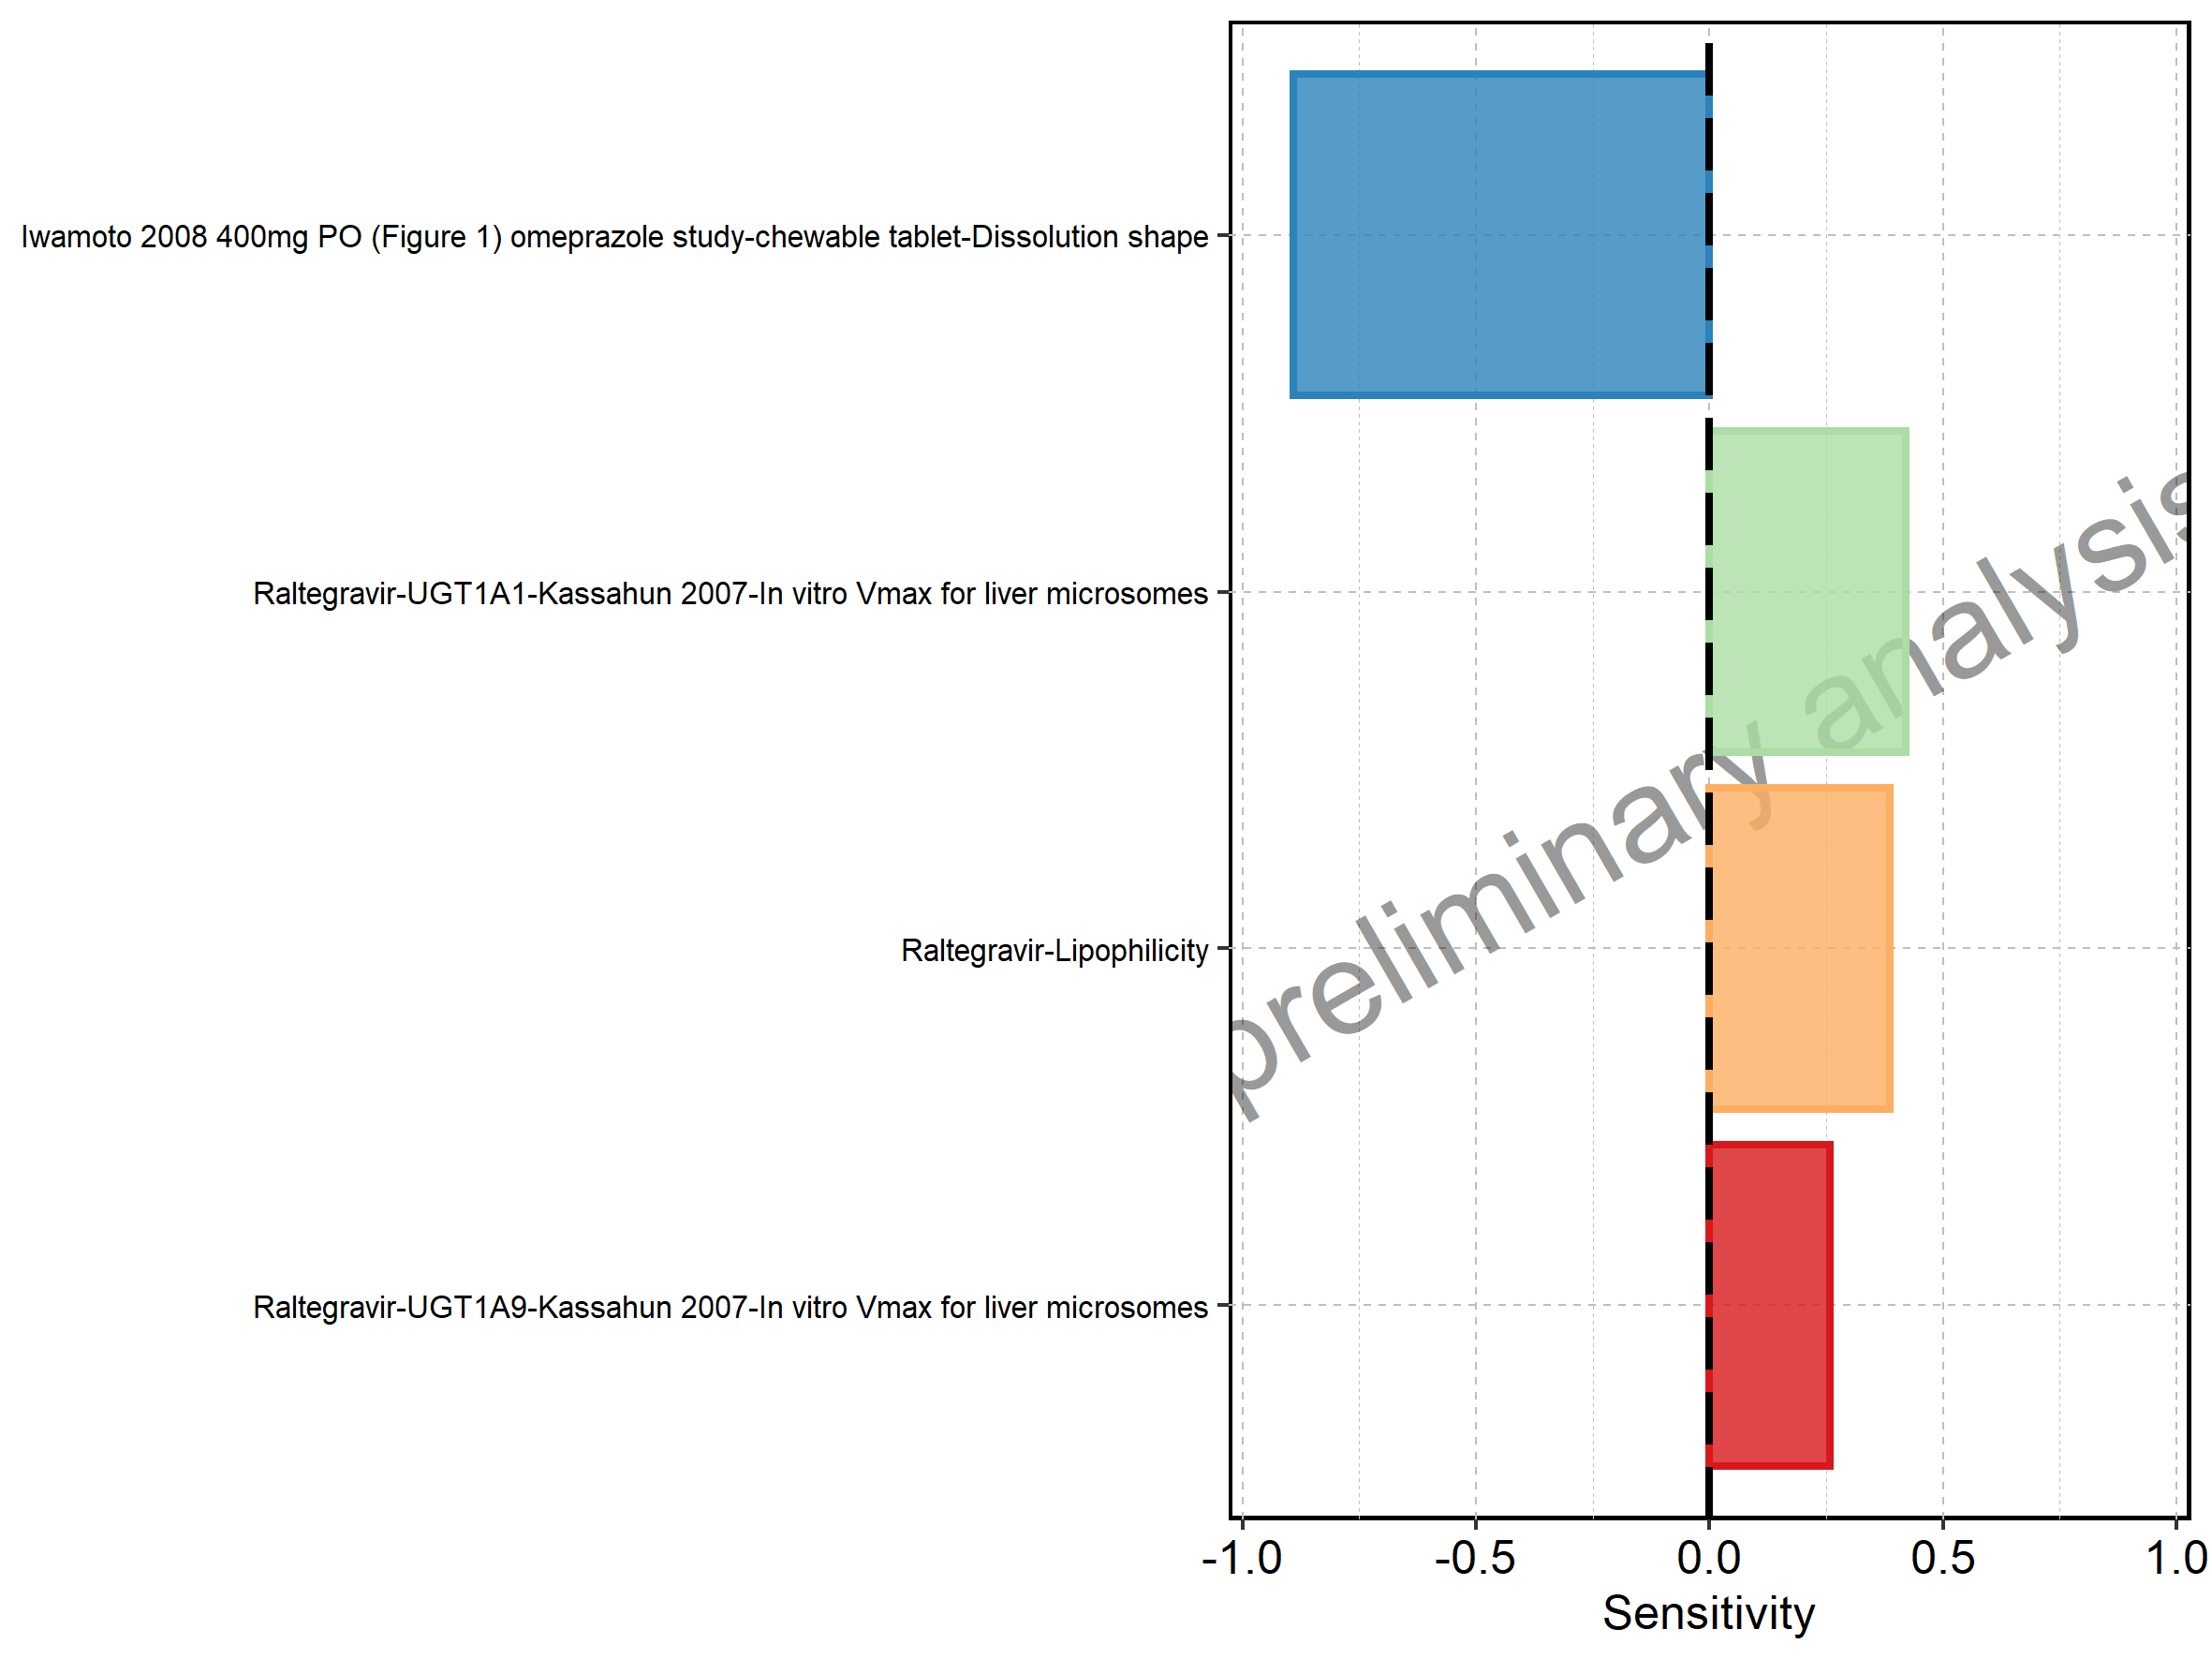 Iwamoto 2008 400mg PO (Figure 1) omeprazole study-chewable tablet-Dissolution shape
Raltegravir-UGT1A1-Kassahun 2007-In vitro Vmax for liver microsomes
Raltegravir-Lipophilicity
Raltegravir-UGT1A9-Kassahun 2007-In vitro Vmax for liver microsomes
preliminary analysis
-1.0 -0.5 0.0 0.5 1.0
Sensitivity